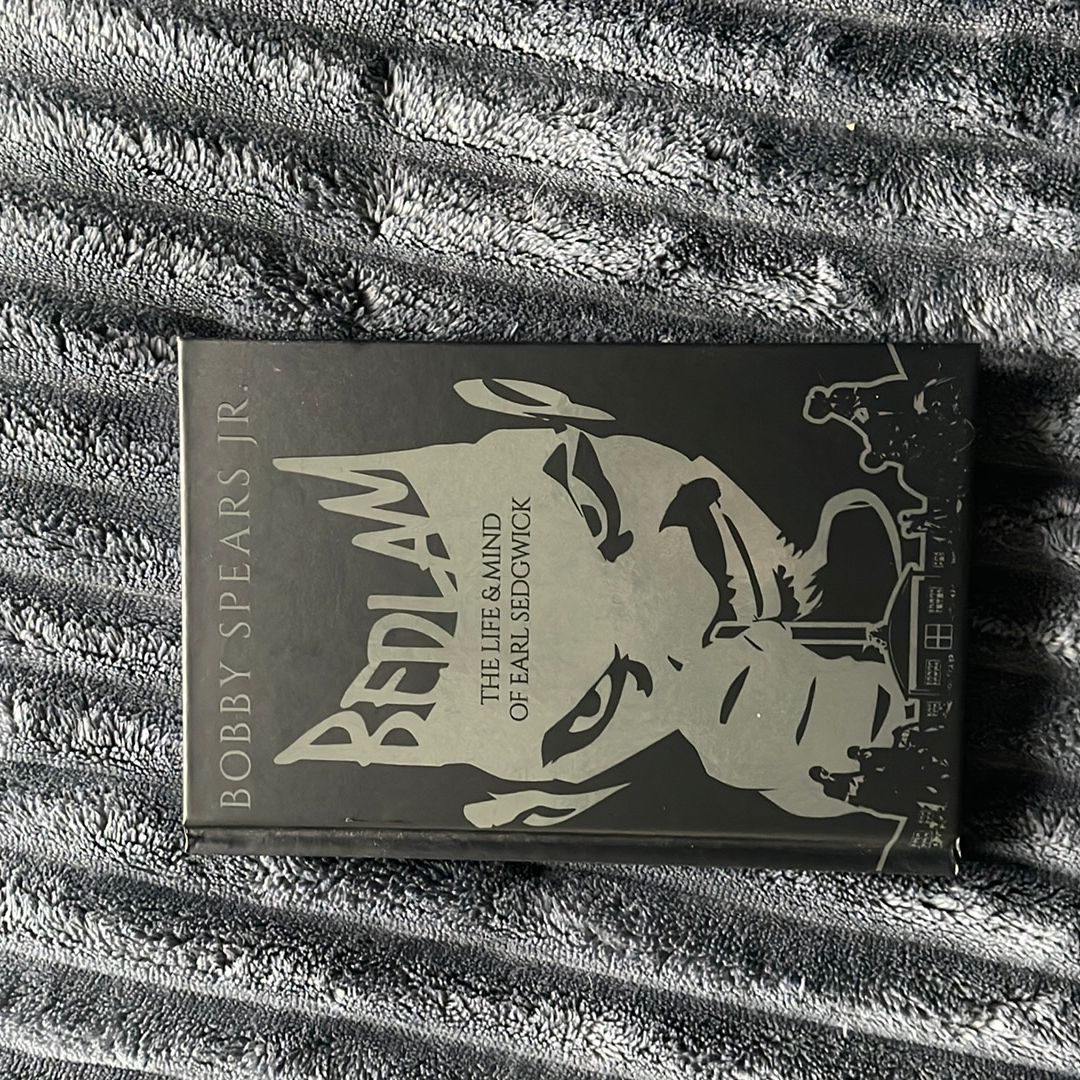 BOBBY SPEARS JR.
BEDLAM
THE LIFE & MIND
OF EARL SEDGWICK